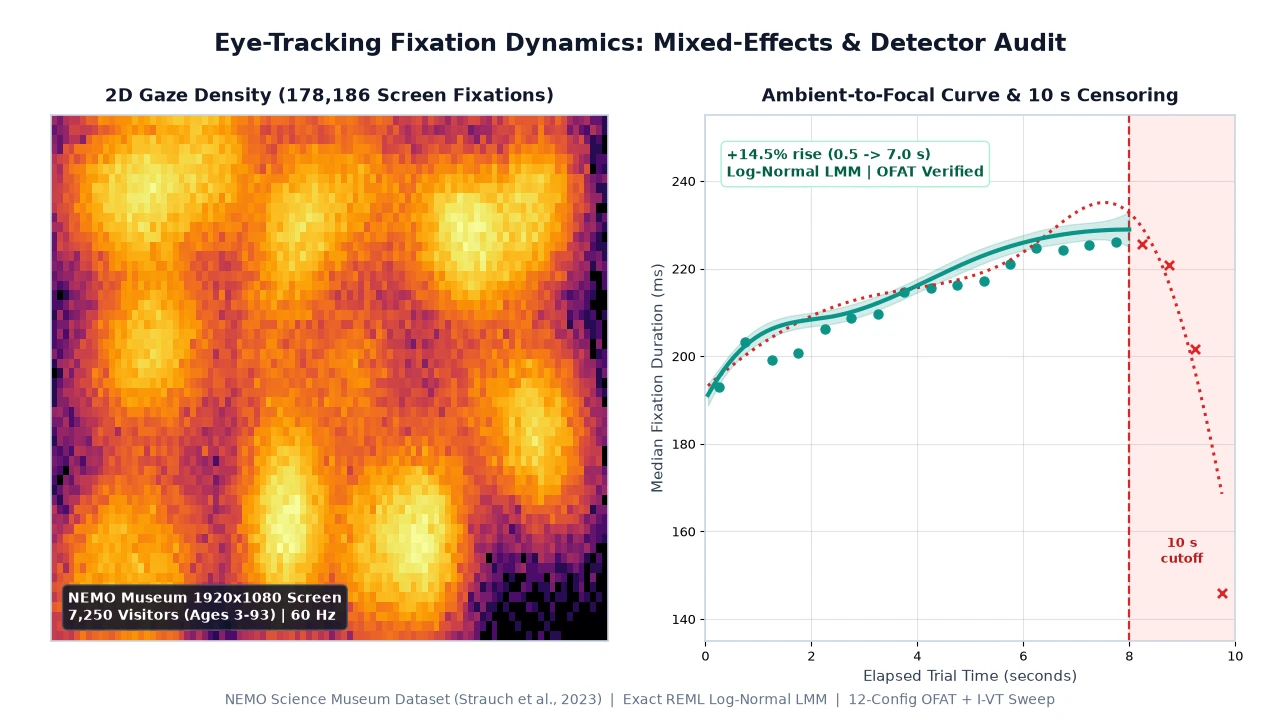 Eye-Tracking Fixation Dynamics: Mixed-Effects & Detector Audit
2D Gaze Density (178,186 Screen Fixations)
NEMO Museum 1920x1080 Screen
7,250 Visitors (Ages 3-93) | 60 Hz
Ambient-to-Focal Curve & 10 s Censoring
+14.5% rise (0.5 -> 7.0 s)
Log-Normal LMM | OFAT Verified
Median Fixation Duration (ms)
240
220
200
180
160
140
10 s
cutoff
0 2 4 6 8 10
Elapsed Trial Time (seconds)
NEMO Science Museum Dataset (Strauch et al., 2023) | Exact REML Log-Normal LMM | 12-Config OFAT + I-VT Sweep